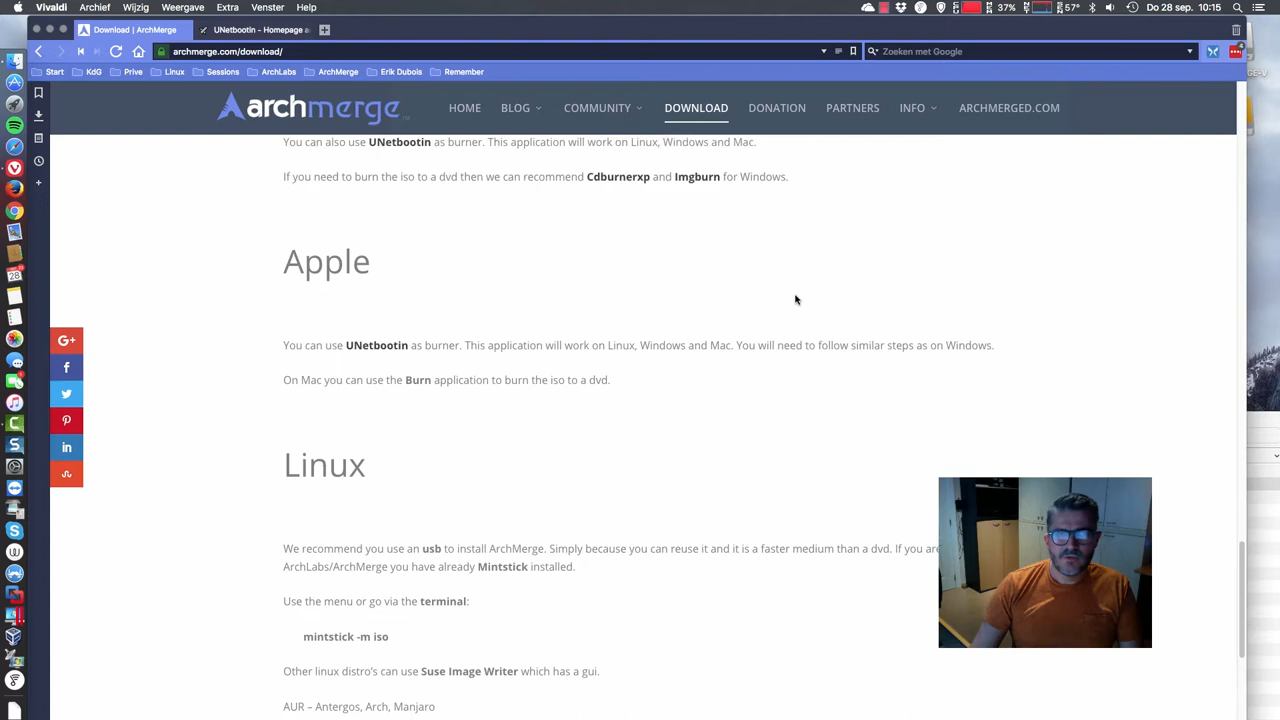 Vivaldi Archief Wijzig Weergave Extra Venster Help 37% 57° Do 28 sep. 10:15
Download | ArchMerge UNetbootin - Homepage a
archmerge.com/download/ Zoeken met Google
Start KdG Prive Linux Sessions ArchLabs ArchMerge Erik Dubois Remember
archmerge HOME BLOG COMMUNITY DOWNLOAD DONATION PARTNERS INFO ARCHMERGED.COM
You can also use UNetbootin as burner. This application will work on Linux, Windows and Mac.
If you need to burn the iso to a dvd then we can recommend Cdburnerxp and Imgburn for Windows.
Apple
You can use UNetbootin as burner. This application will work on Linux, Windows and Mac. You will need to follow similar steps as on Windows.
On Mac you can use the Burn application to burn the iso to a dvd.
Linux
We recommend you use an usb to install ArchMerge. Simply because you can reuse it and it is a faster medium than a dvd. If you are
ArchLabs/ArchMerge you have already Mintstick installed.
Use the menu or go via the terminal:
mintstick -m iso
Other linux distro's can use Suse Image Writer which has a gui.
AUR – Antergos, Arch, Manjaro